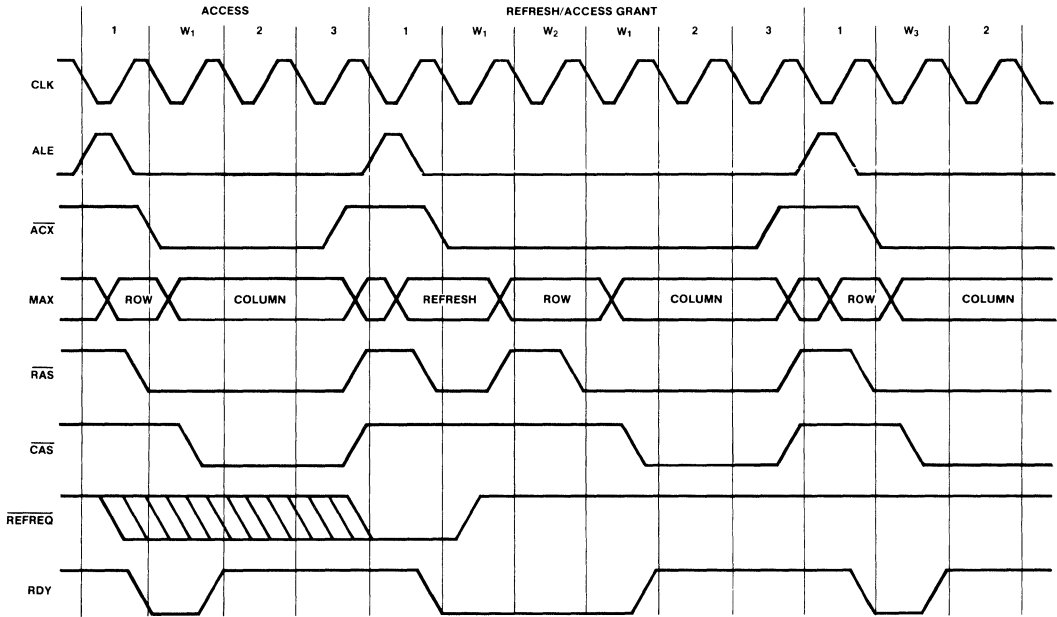 ACCESS REFRESH/ACCESS GRANT
1 W1 2 3 1 W1 W2 W1 2 3 1 W3 2
CLK
ALE
ACX
MAX ROW COLUMN REFRESH ROW COLUMN ROW COLUMN
RAS
CAS
REFREQ
RDY